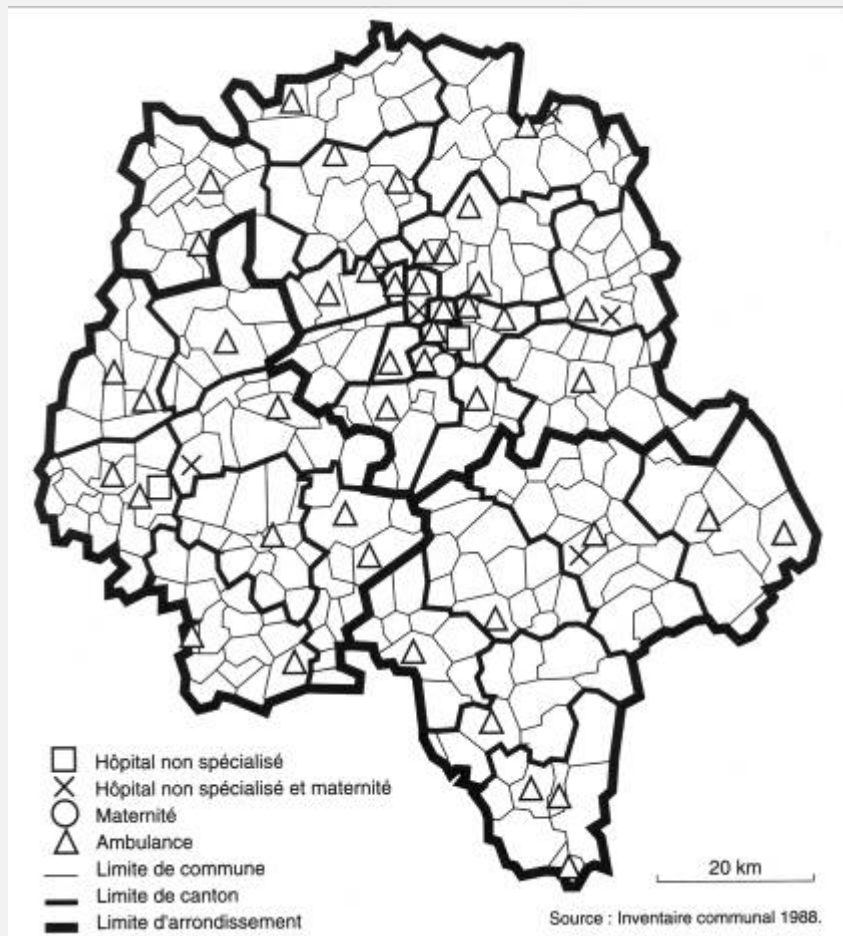 Hôpital non spécialisé
Hôpital non spécialisé et maternité
Maternité
Ambulance
Limite de commune
Limite de canton
Limite d'arrondissement
20 km
Source : Inventaire communal 1988.